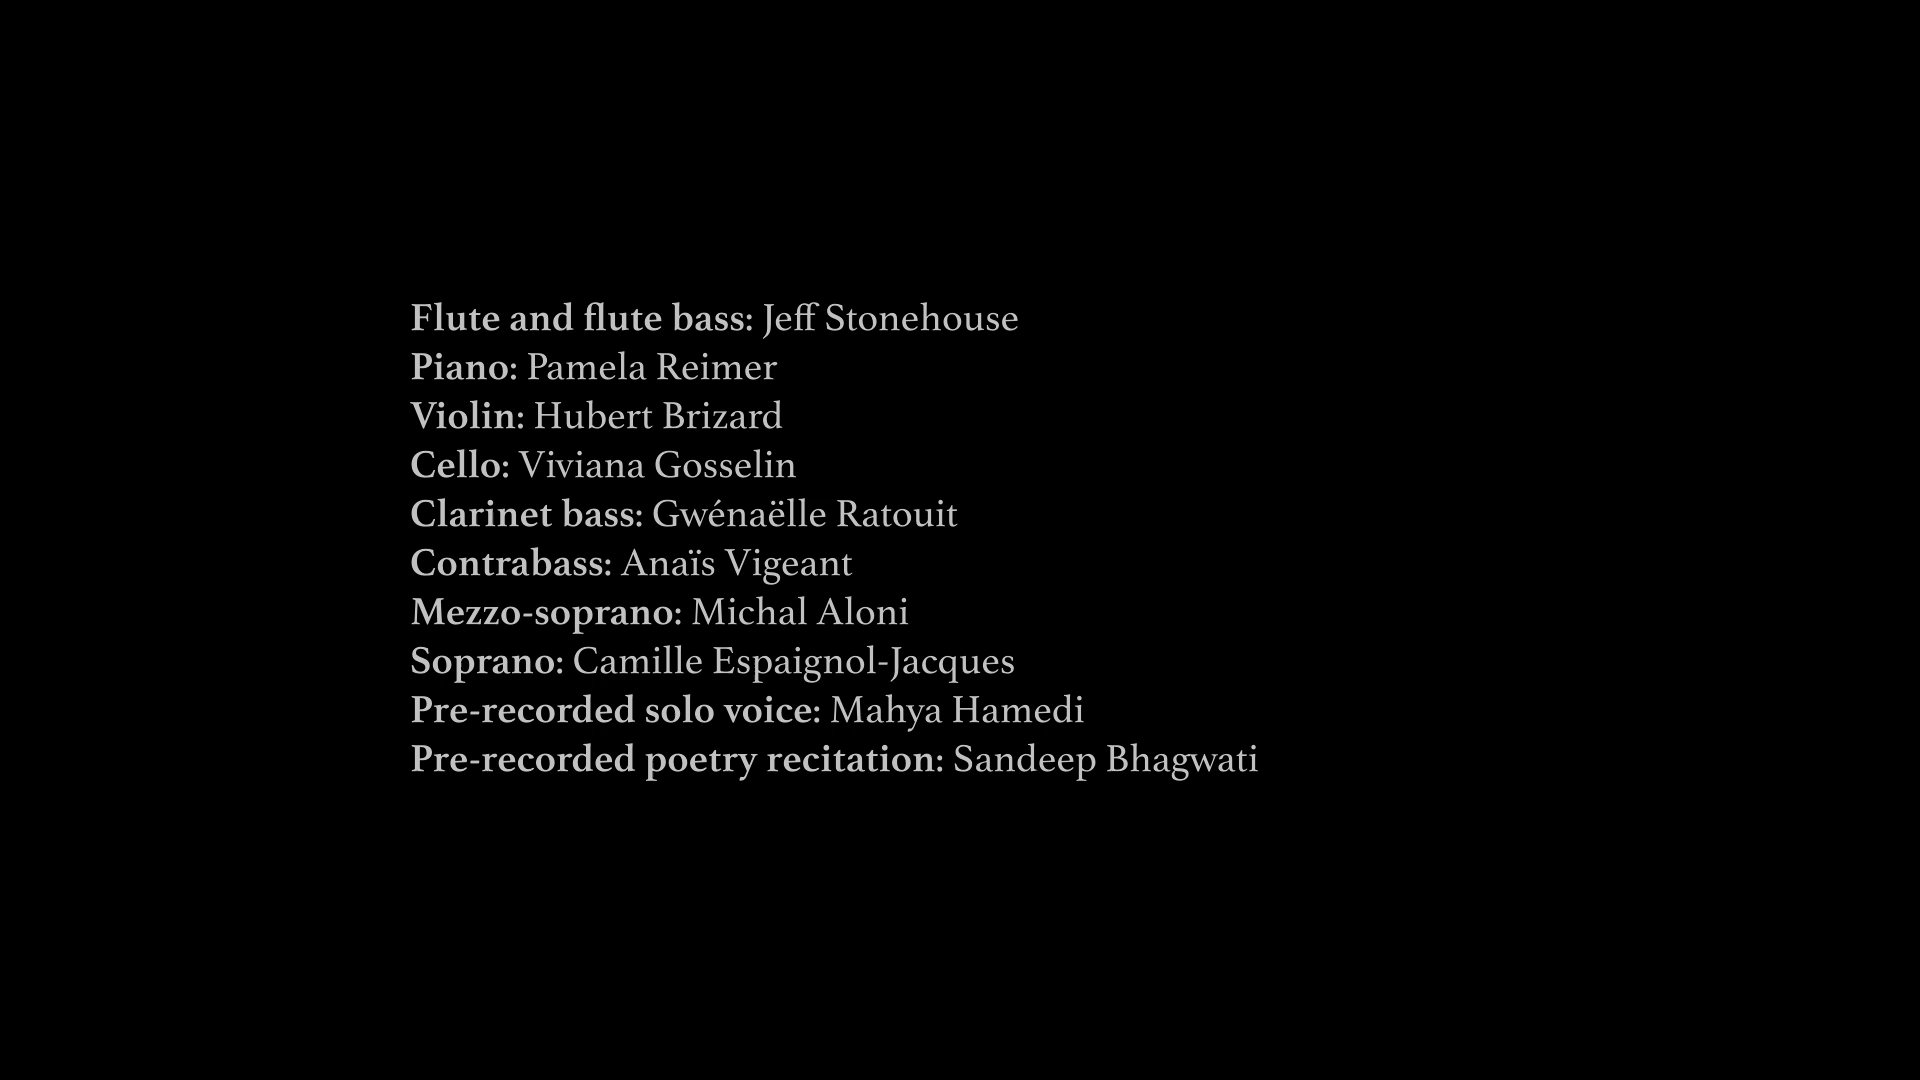 Flute and flute bass: Jeff Stonehouse
Piano: Pamela Reimer
Violin: Hubert Brizard
Cello: Viviana Gosselin
Clarinet bass: Gwénaëlle Ratouit
Contrabass: Anaïs Vigeant
Mezzo-soprano: Michal Aloni
Soprano: Camille Espaignol-Jacques
Pre-recorded solo voice: Mahya Hamedi
Pre-recorded poetry recitation: Sandeep Bhagwati